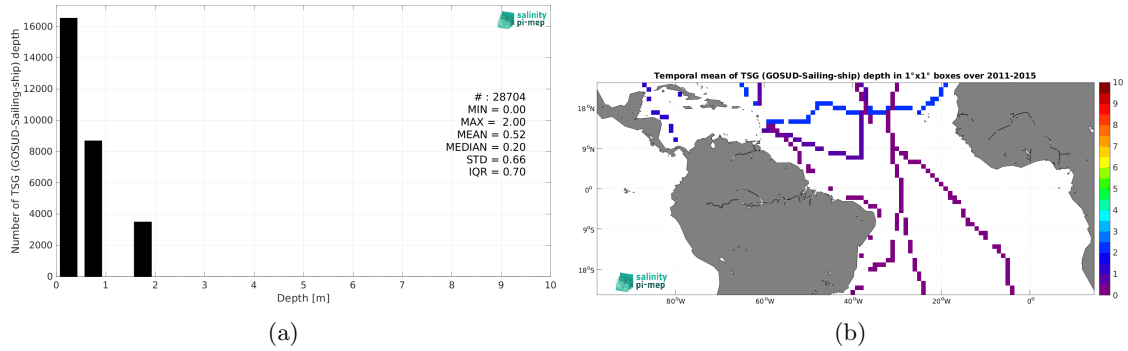 16000
14000
12000
10000
8000
6000
4000
2000
0
Number of TSG (GOSUD-Sailing-ship) depth
salinity
pi-mep
# : 28704
MIN = 0.00
MAX = 2.00
MEAN = 0.52
MEDIAN = 0.20
STD = 0.66
IQR = 0.70
0 1 2 3 4 5 6 7 8 9 10
Depth [m]
(a)
Temporal mean of TSG (GOSUD-Sailing-ship) depth in 1°x1° boxes over 2011-2015
18°N
9°N
0°
9°S
18°S
salinity
pi-mep
80°W 60°W 40°W 20°W 0°
10
9
8
7
6
5
4
3
2
1
0
(b)